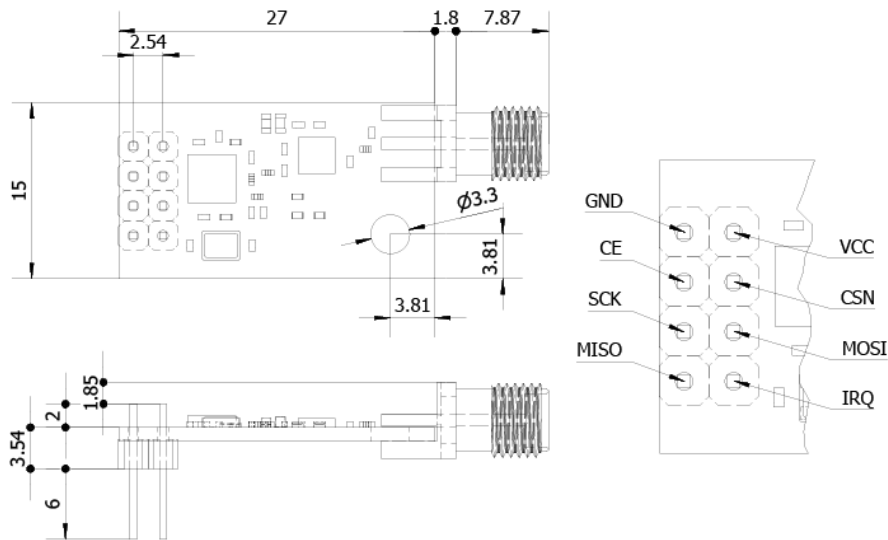 27
1.8
7.87
2.54
15
Ø3.3
3.81
3.81
GND
VCC
CE
CSN
SCK
MOSI
MISO
IRQ
1.85
2
3.54
6